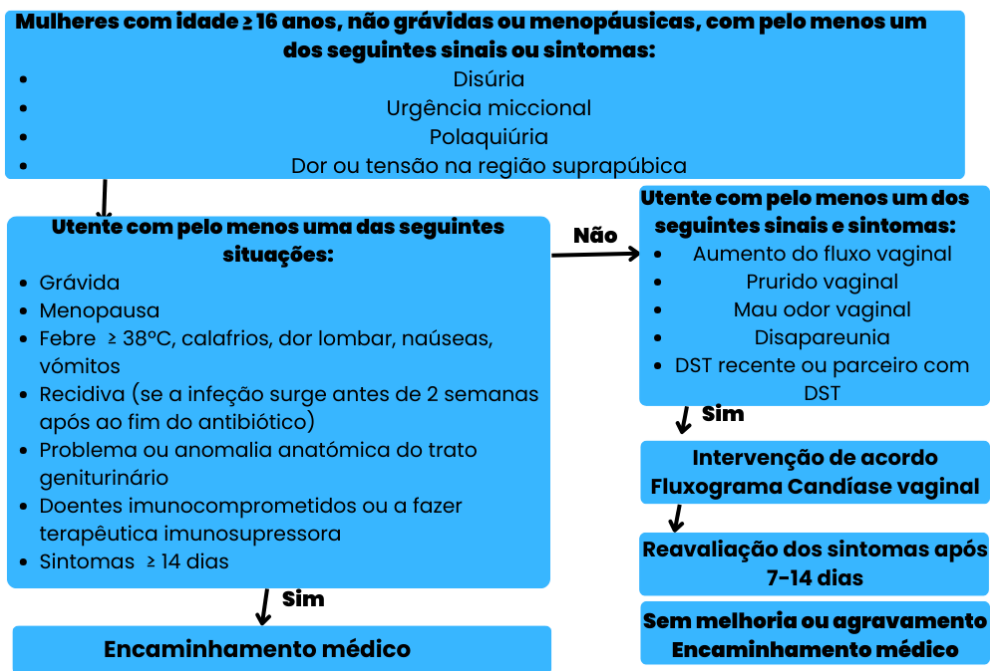 Mulheres com idade ≥ 16 anos, não grávidas ou menopáusicas, com pelo menos um
dos seguintes sinais ou sintomas:
• Disúria
• Urgência miccional
• Polaquiúria
• Dor ou tensão na região suprapúbica
Utente com pelo menos uma das seguintes
situações:
• Grávida
• Menopausa
• Febre ≥ 38ºC, calafrios, dor lombar, naúseas,
vómitos
• Recidiva (se a infeção surge antes de 2 semanas
após ao fim do antibiótico)
• Problema ou anomalia anatómica do trato
geniturinário
• Doentes imunocomprometidos ou a fazer
terapêutica imunosupressora
• Sintomas ≥ 14 dias
Sim
Encaminhamento médico
Não
Utente com pelo menos um dos
seguintes sinais e sintomas:
• Aumento do fluxo vaginal
• Prurido vaginal
• Mau odor vaginal
• Disapareunia
• DST recente ou parceiro com
DST
Sim
Intervenção de acordo
Fluxograma Candíase vaginal
Reavaliação dos sintomas após
7-14 dias
Sem melhoria ou agravamento
Encaminhamento médico